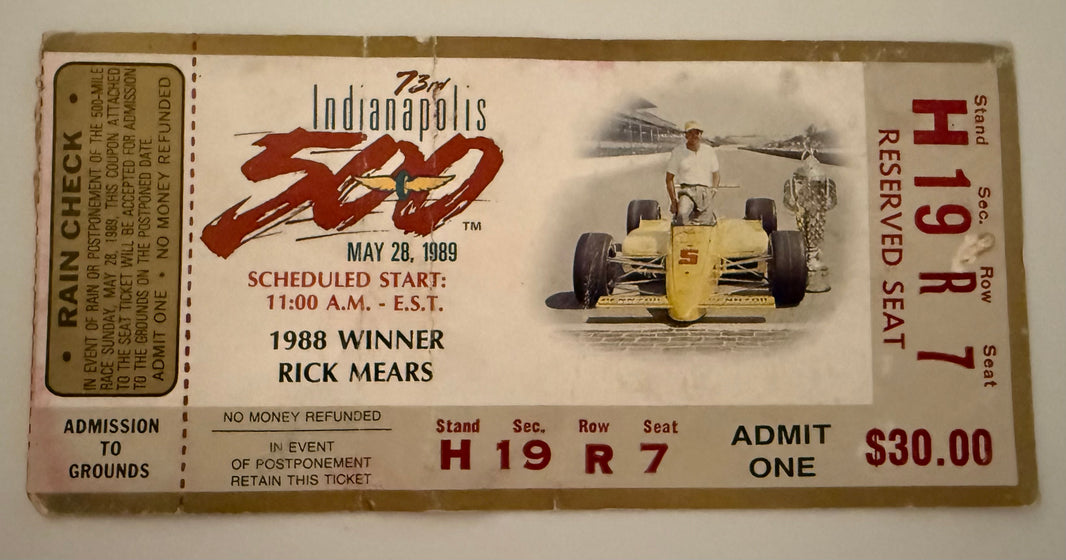 • RAIN CHECK •
IN EVENT OF RAIN OR POSTPONEMENT OF THE 500-MILE
RACE SUNDAY, MAY 28, 1989, THIS COUPON ATTACHED
TO THE SEAT TICKET WILL BE ACCEPTED FOR ADMISSION
TO THE GROUNDS ON THE POSTPONED DATE.
ADMIT ONE • NO MONEY REFUNDED
ADMISSION
TO
GROUNDS
73rd
Indianapolis
500
TM
MAY 28, 1989
SCHEDULED START:
11:00 A.M. - E.S.T.
1988 WINNER
RICK MEARS
5
PENNZOIL PENNZOIL
NO MONEY REFUNDED
IN EVENT
OF POSTPONEMENT
RETAIN THIS TICKET
Stand Sec. Row Seat
H 19 R 7
ADMIT
ONE
$30.00
Stand Sec. Row Seat
H 19 R 7
RESERVED SEAT